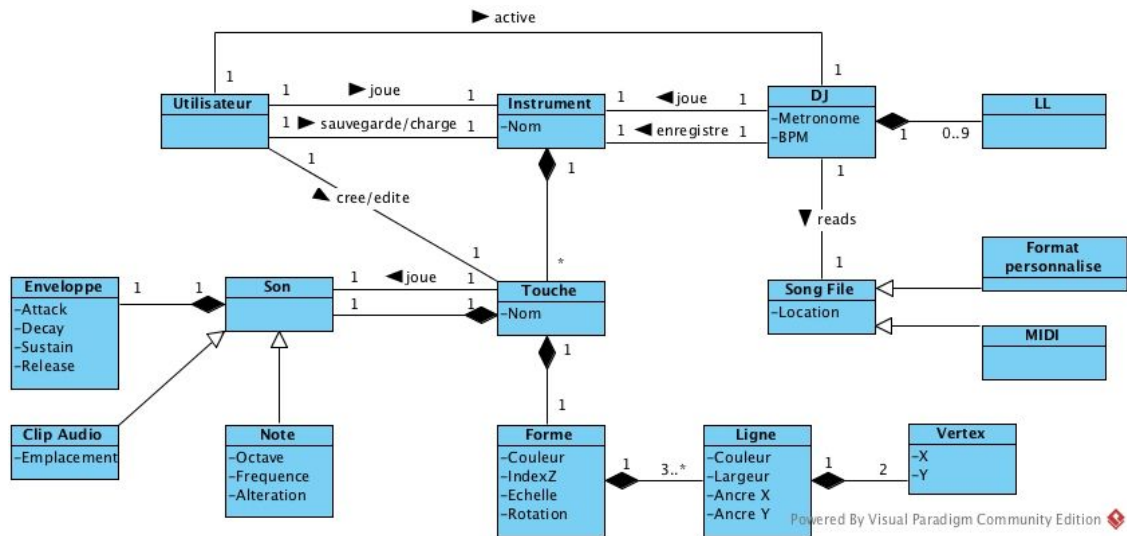 active
1
1
Utilisateur
1
joue
1
1
sauvegarde/charge
1
1
cree/edite
1
Instrument
-Nom
1
joue
1
1
enregistre
1
DJ
-Metronome
-BPM
1
0..9
LL
1
reads
1
1
*
Enveloppe
-Attack
-Decay
-Sustain
-Release
1
1
Son
1
joue
1
1
1
Touche
-Nom
Song File
-Location
Format
personnalise
MIDI
1
1
Clip Audio
-Emplacement
Note
-Octave
-Frequence
-Alteration
Forme
-Couleur
-IndexZ
-Echelle
-Rotation
1
3..*
Ligne
-Couleur
-Largeur
-Ancre X
-Ancre Y
1
2
Vertex
-X
-Y
Powered By Visual Paradigm Community Edition